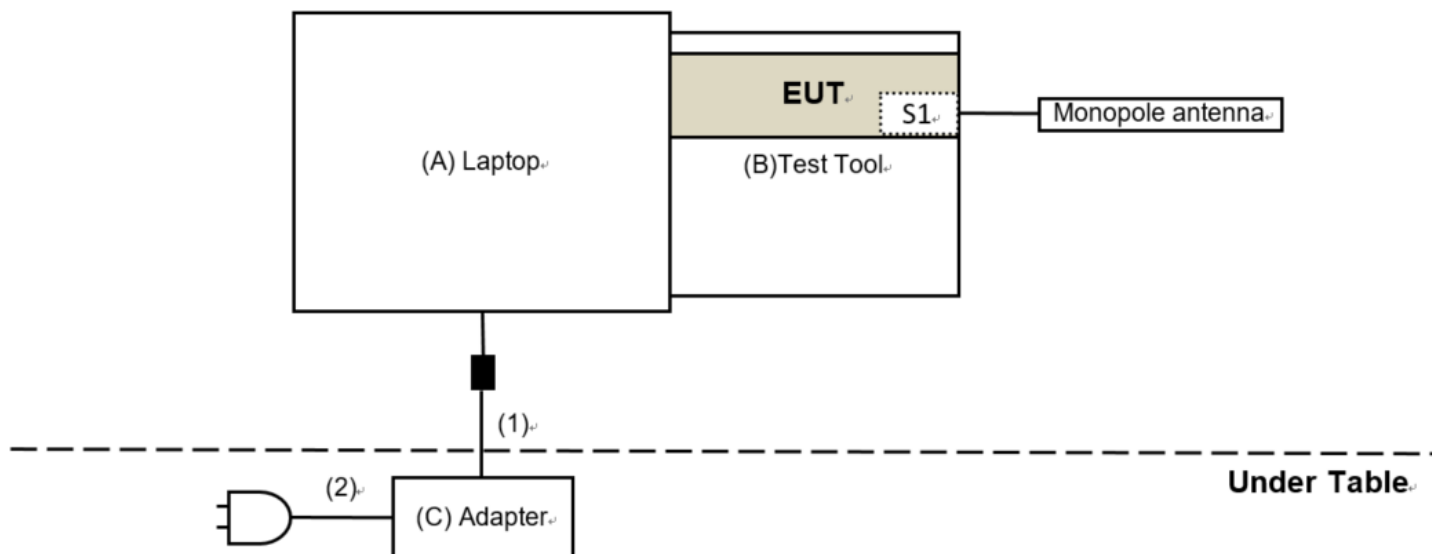 EUT
S1
Monopole antenna
(A) Laptop
(B)Test Tool
(1)
Under Table
(2)
(C) Adapter